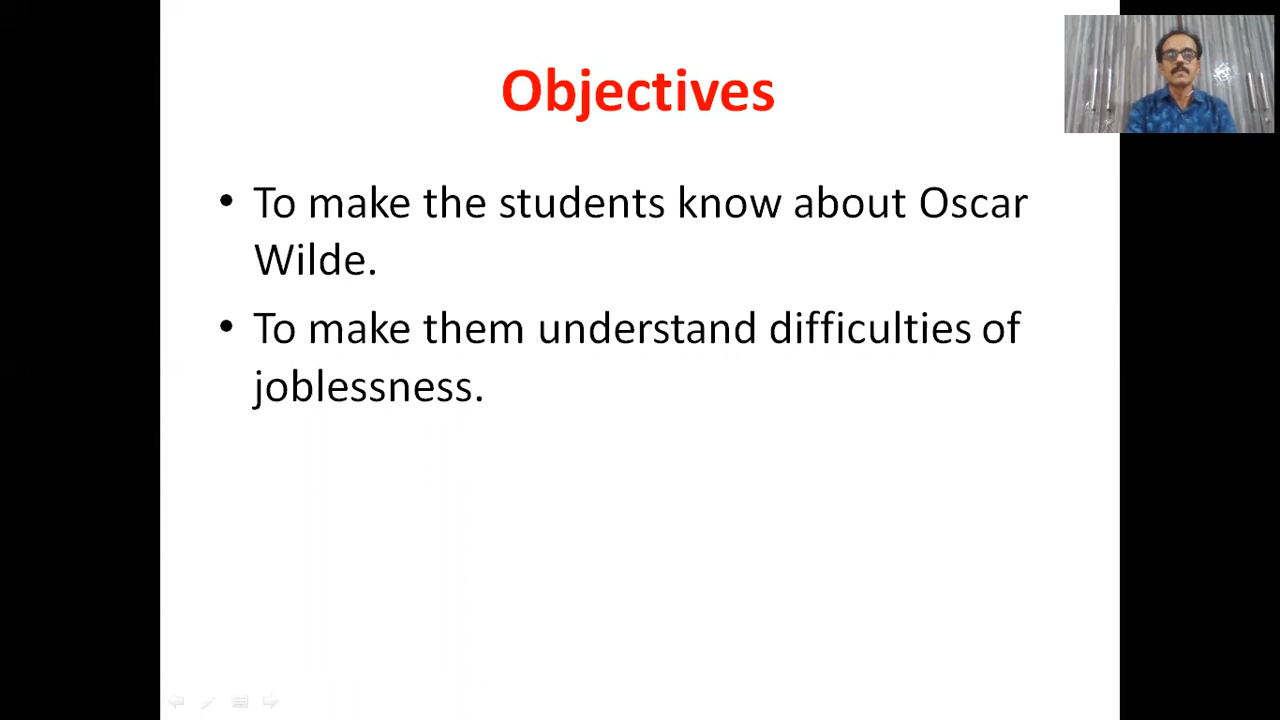 Objectives
• To make the students know about Oscar
Wilde.
• To make them understand difficulties of
joblessness.